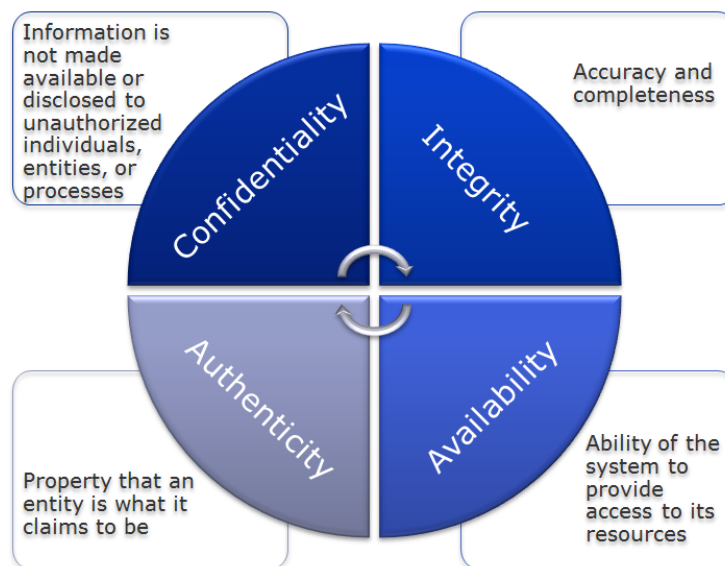 Information is
not made
available or
disclosed to
unauthorized
individuals,
entities, or
processes
Confidentiality
Integrity
Accuracy and
completeness
Authenticity
Property that an
entity is what it
claims to be
Availability
Ability of the
system to
provide
access to its
resources